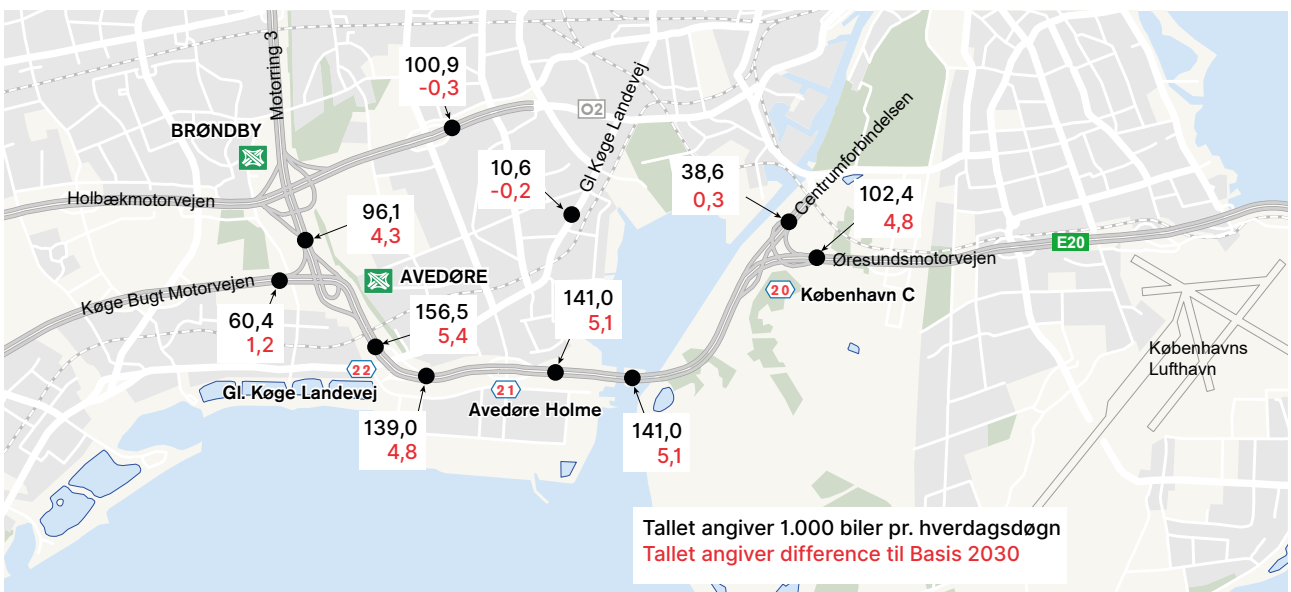 Motorring 3
100,9
-0,3
O2
Gl Køge Landevej
BRØNDBY
Centrumforbindelsen
10,6
-0,2
38,6
0,3
102,4
4,8
Holbækmotorvejen
96,1
4,3
E20
Øresundsmotorvejen
AVEDØRE
Køge Bugt Motorvejen
20
København C
60,4
1,2
156,5
5,4
141,0
5,1
Københavns
Lufthavn
22
Gl. Køge Landevej
21
Avedøre Holme
139,0
4,8
141,0
5,1
Tallet angiver 1.000 biler pr. hverdagsdøgn
Tallet angiver difference til Basis 2030